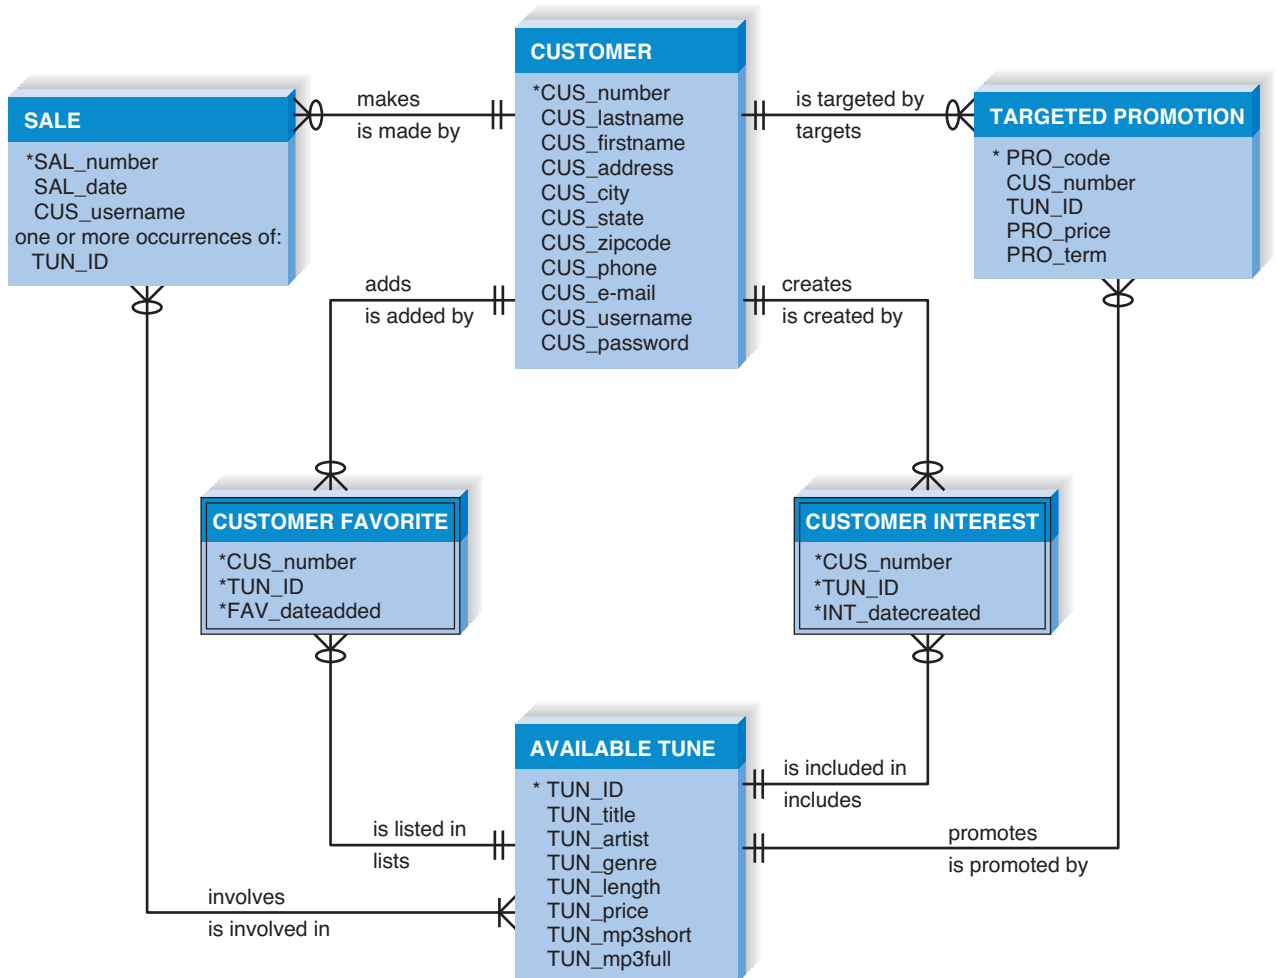 SALE
*SAL_number
SAL_date
CUS_username
one or more occurrences of:
TUN_ID
makes
is made by
CUSTOMER
*CUS_number
CUS_lastname
CUS_firstname
CUS_address
CUS_city
CUS_state
CUS_zipcode
CUS_phone
CUS_e-mail
CUS_username
CUS_password
is targeted by
targets
TARGETED PROMOTION
* PRO_code
CUS_number
TUN_ID
PRO_price
PRO_term
adds
is added by
creates
is created by
CUSTOMER FAVORITE
*CUS_number
*TUN_ID
*FAV_dateadded
CUSTOMER INTEREST
*CUS_number
*TUN_ID
*INT_datecreated
AVAILABLE TUNE
* TUN_ID
TUN_title
TUN_artist
TUN_genre
TUN_length
TUN_price
TUN_mp3short
TUN_mp3full
is included in
includes
is listed in
lists
promotes
is promoted by
involves
is involved in